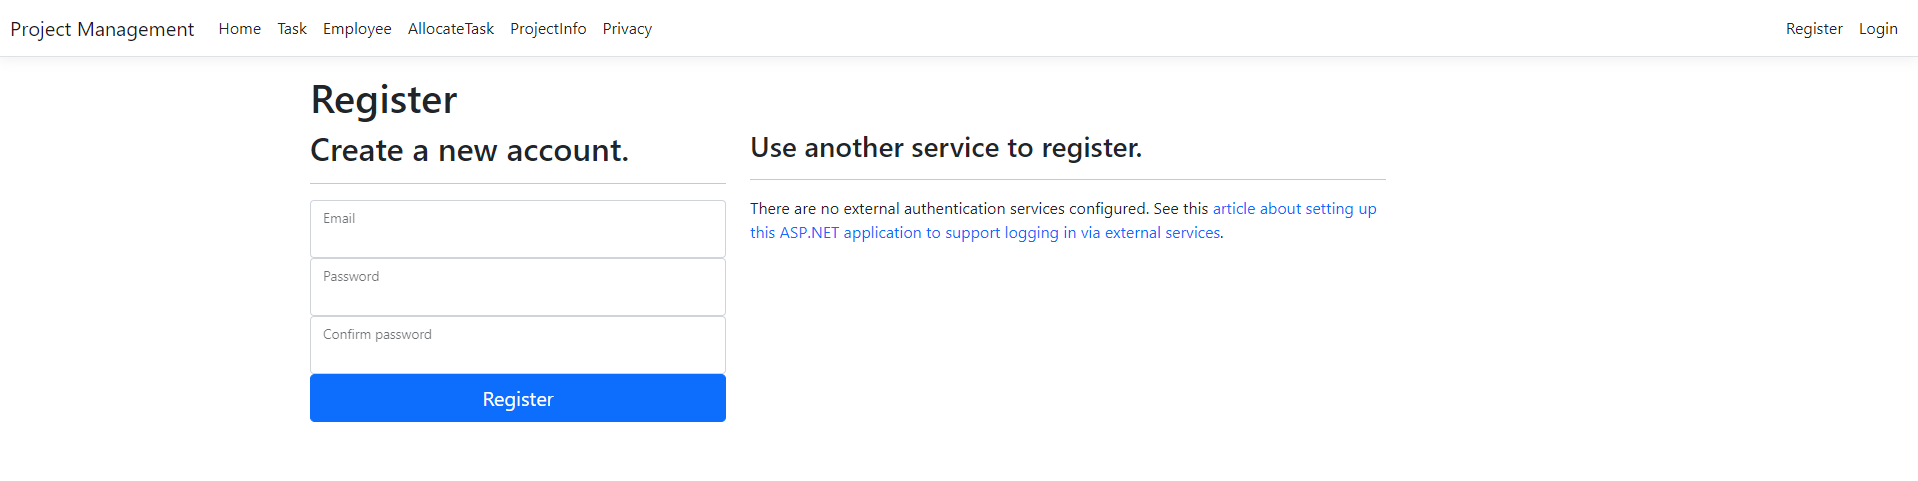 Project Management Home Task Employee AllocateTask ProjectInfo Privacy Register Login
Register
Create a new account.
Email
Password
Confirm password
Register
Use another service to register.
There are no external authentication services configured. See this article about setting up
this ASP.NET application to support logging in via external services.